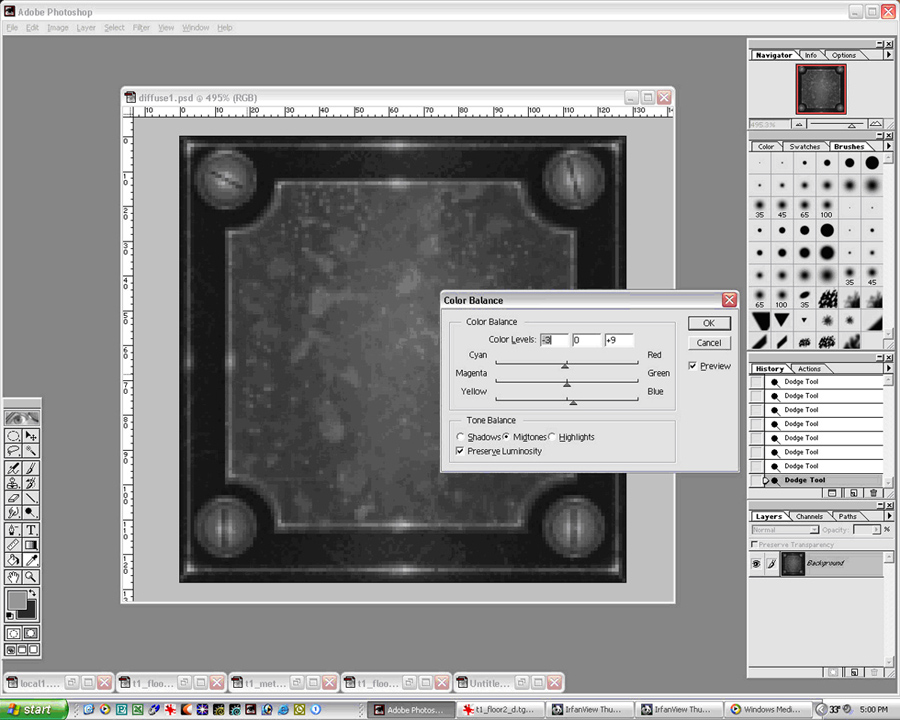 Adobe Photoshop
File Edit Image Layer Select Filter View Window Help
diffuse1.psd @ 495% (RGB)
10 0 10 20 30 40 50 60 70 80 90 100 110 120 130 14
Navigator Info Options
495.9%
Color Swatches Brushes
35 45 65 100
35 45
65 100 35
Color Balance
Color Balance
Color Levels: -3 0 +9
Cyan Red
Magenta Green
Yellow Blue
Tone Balance
Shadows Midtones Highlights
Preserve Luminosity
OK
Cancel
Preview
History Actions
Dodge Tool
Dodge Tool
Dodge Tool
Dodge Tool
Dodge Tool
Dodge Tool
Dodge Tool
Dodge Tool
Layers Channels Paths
Normal Opacity: %
Preserve Transparency
Background
local1.... t1_floo... t1_met... t1_floo... Untitle...
start Adobe Photos... t1_floor2_d.tg... IrfanView Thu... IrfanView Thu... Windows Medi... 33° 5:00 PM